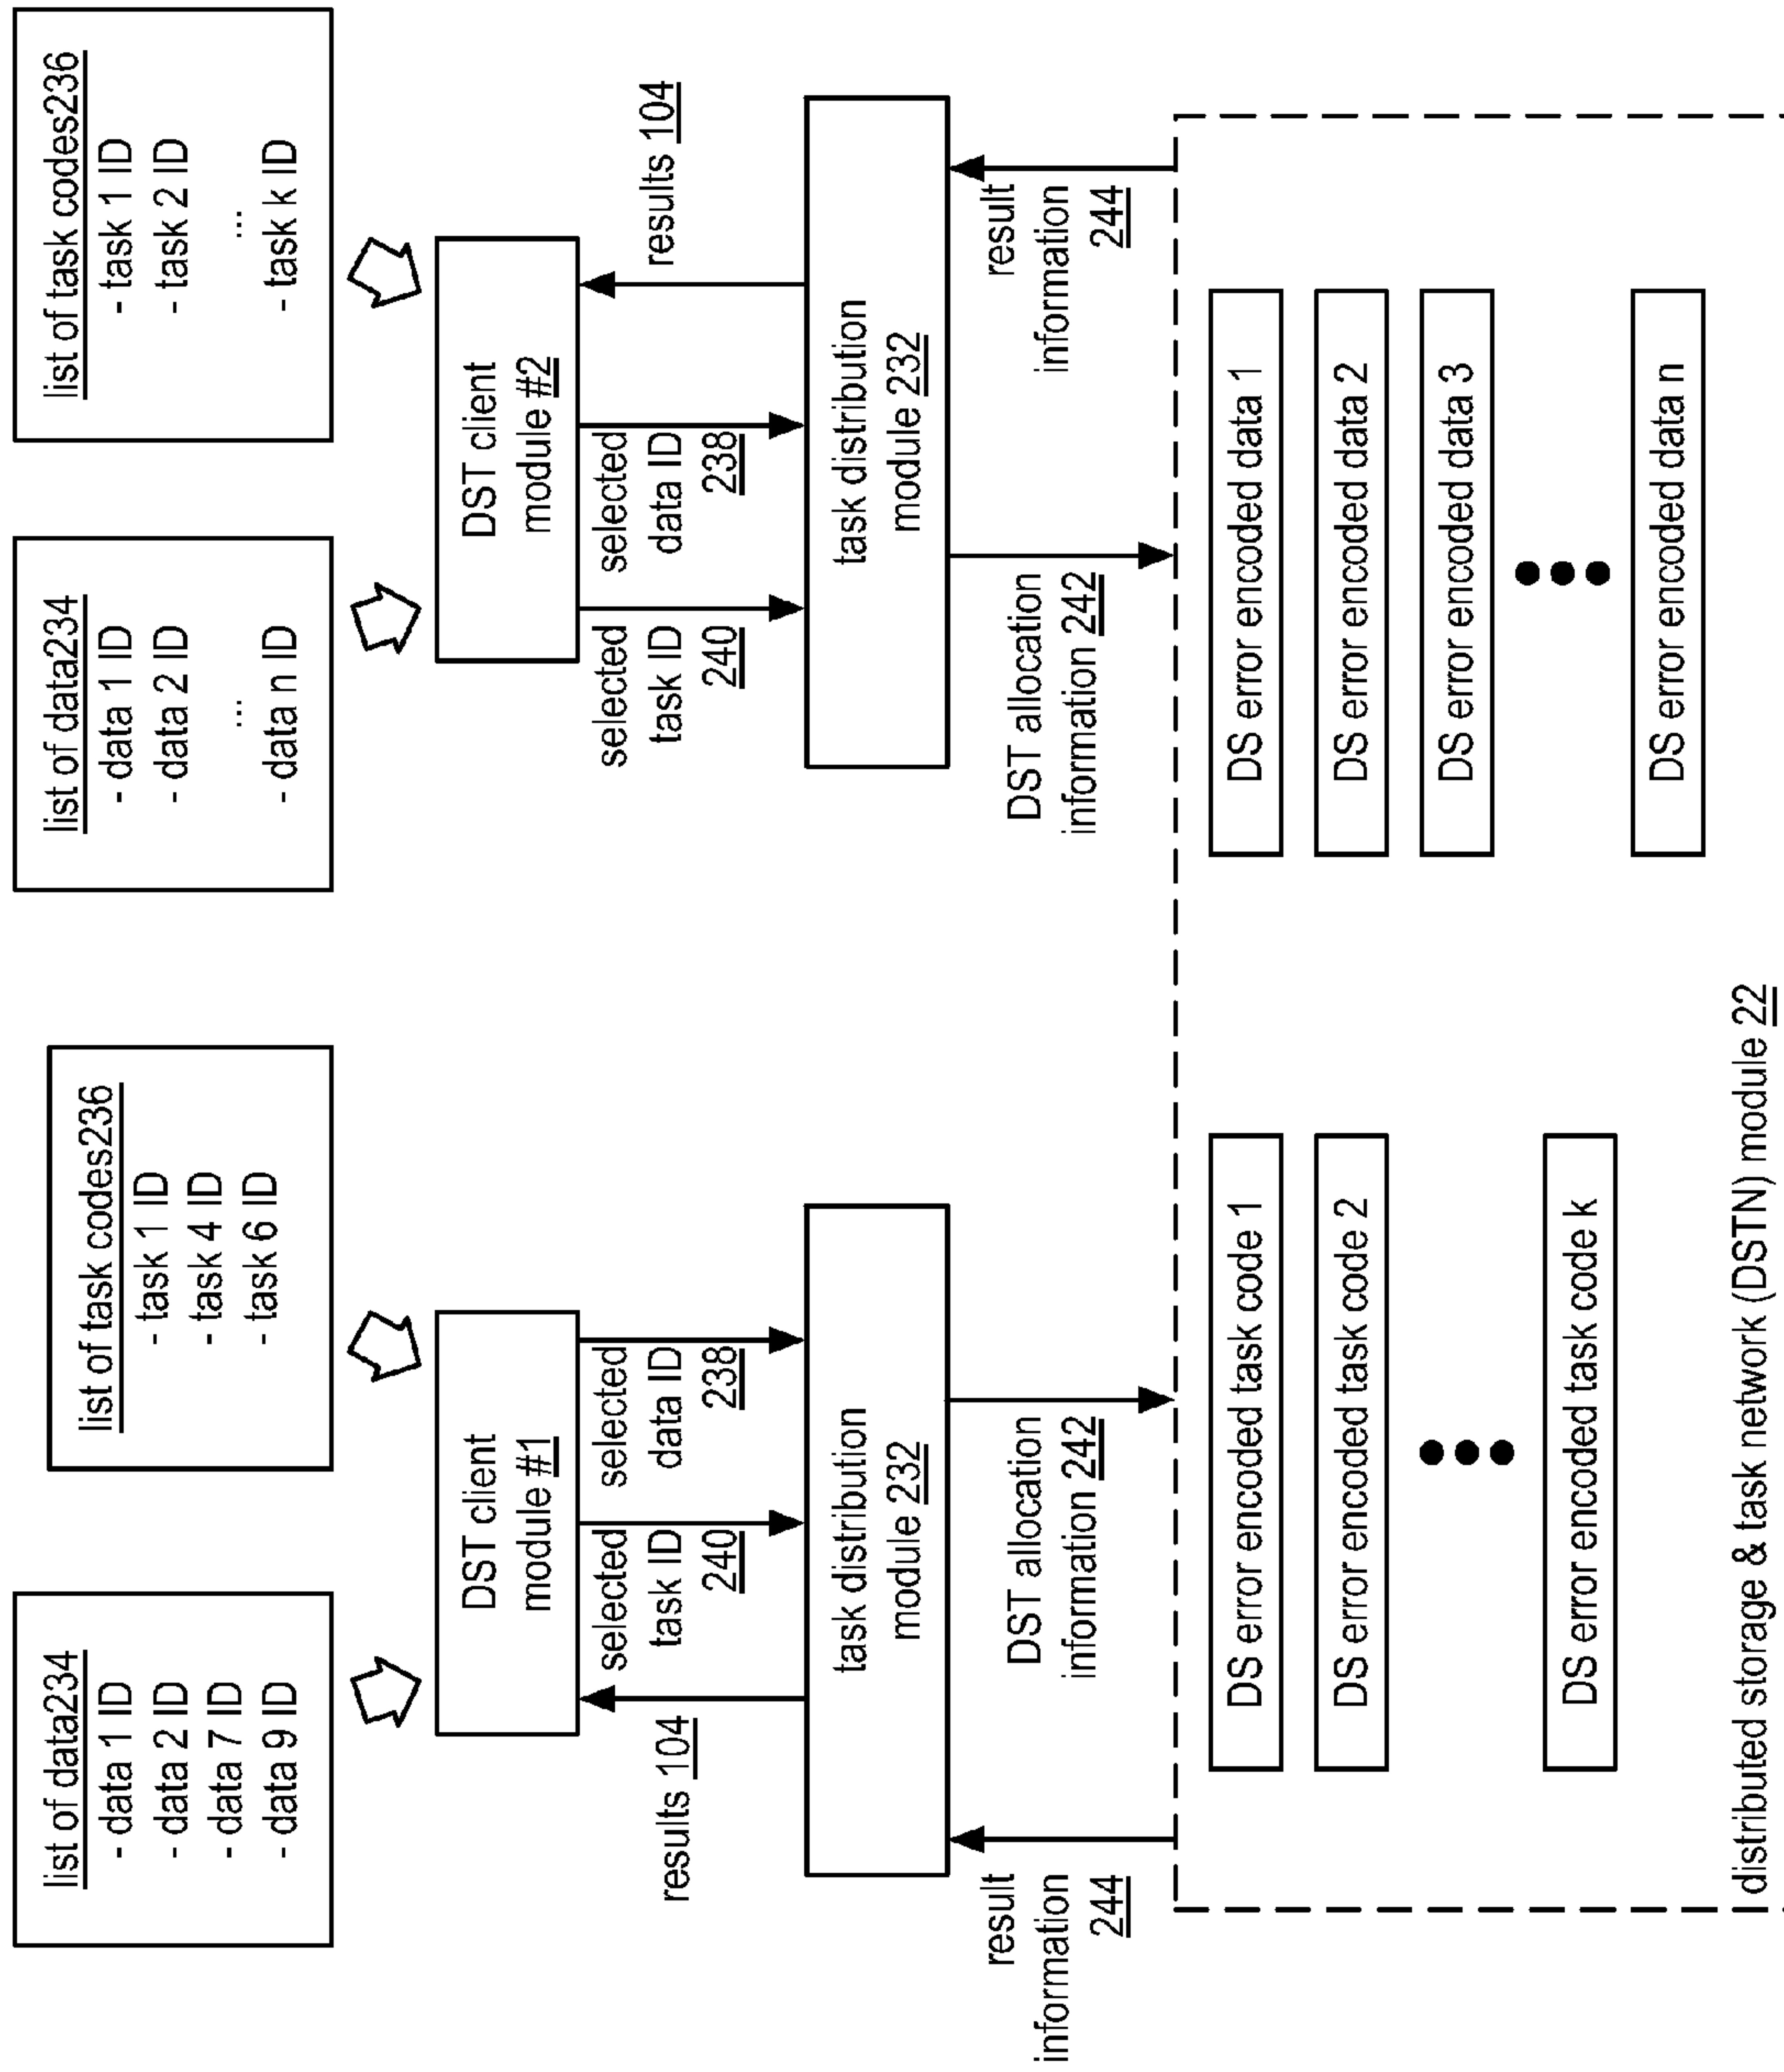 list of data234
- data 1 ID
- data 2 ID
- data 7 ID
- data 9 ID
list of task codes236
- task 1 ID
- task 4 ID
- task 6 ID
list of data234
- data 1 ID
- data 2 ID
...
- data n ID
list of task codes236
- task 1 ID
- task 2 ID
...
- task k ID
DST client
module #1
DST client
module #2
results 104
selected
task ID
240
selected
data ID
238
selected
task ID
240
selected
data ID
238
results 104
task distribution
module 232
task distribution
module 232
result
information
244
DST allocation
information 242
DST allocation
information 242
result
information
244
DS error encoded task code 1
DS error encoded task code 2
DS error encoded task code k
DS error encoded data 1
DS error encoded data 2
DS error encoded data 3
DS error encoded data n
distributed storage & task network (DSTN) module 22